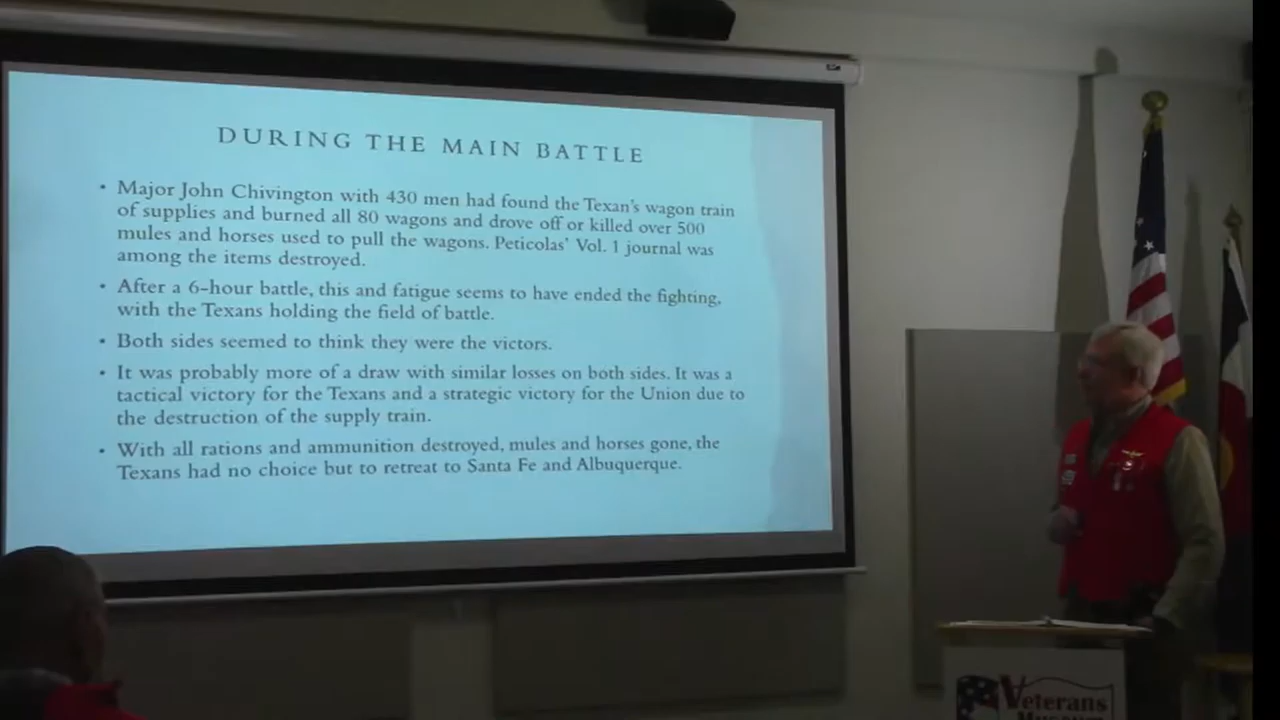 DURING THE MAIN BATTLE
• Major John Chivington with 430 men had found the Texan's wagon train
of supplies and burned all 80 wagons and drove off or killed over 500
mules and horses used to pull the wagons. Peticolas' Vol. 1 journal was
among the items destroyed.
• After a 6-hour battle, this and fatigue seems to have ended the fighting,
with the Texans holding the field of battle.
• Both sides seemed to think they were the victors.
• It was probably more of a draw with similar losses on both sides. It was a
tactical victory for the Texans and a strategic victory for the Union due to
the destruction of the supply train.
• With all rations and ammunition destroyed, mules and horses gone, the
Texans had no choice but to retreat to Santa Fe and Albuquerque.
Veterans